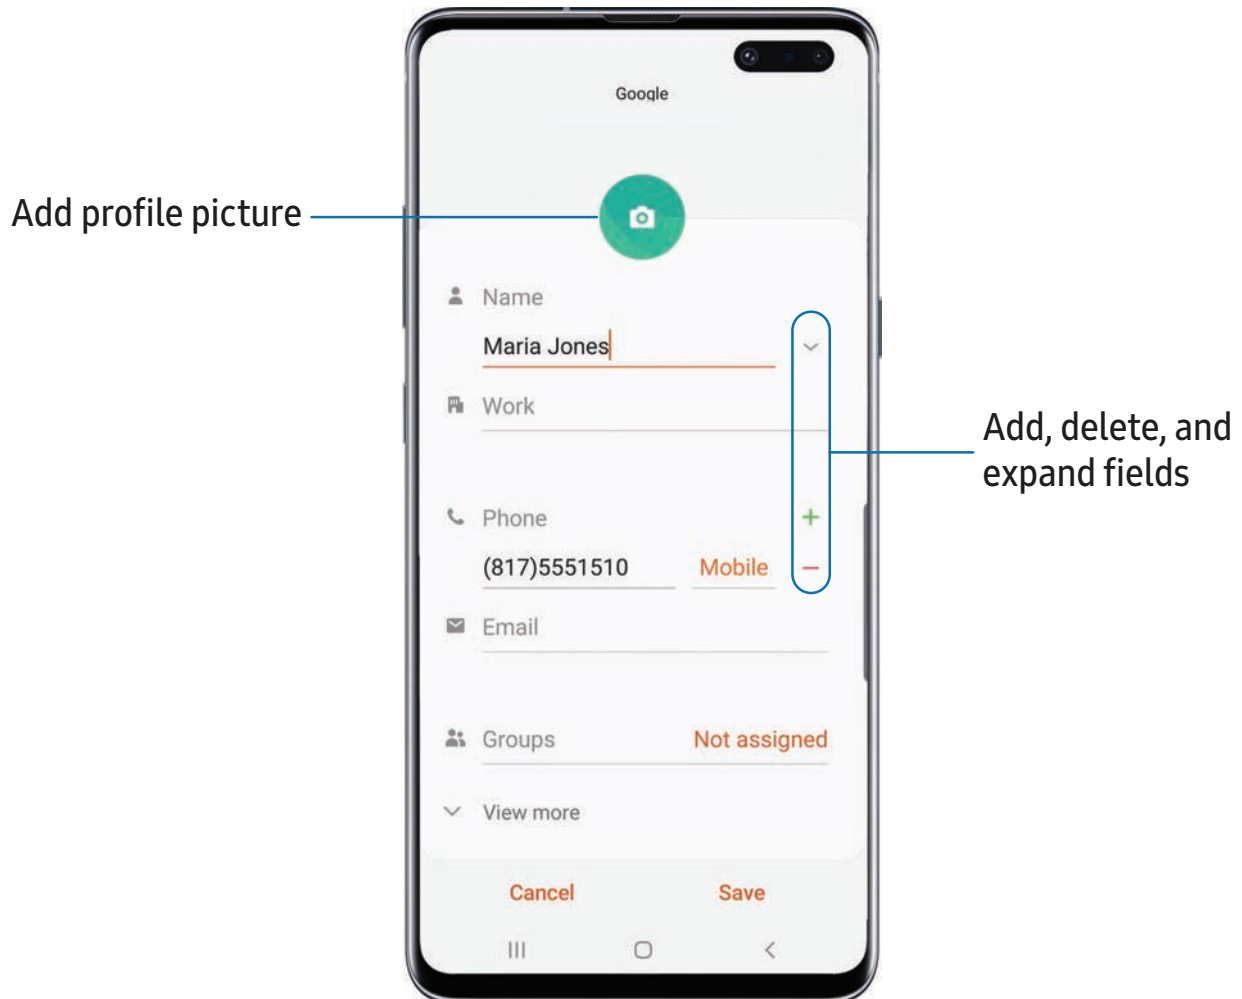 Google
Add profile picture
Name
Maria Jones
Work
Add, delete, and
expand fields
Phone
(817)5551510 Mobile
Email
Groups Not assigned
View more
Cancel Save